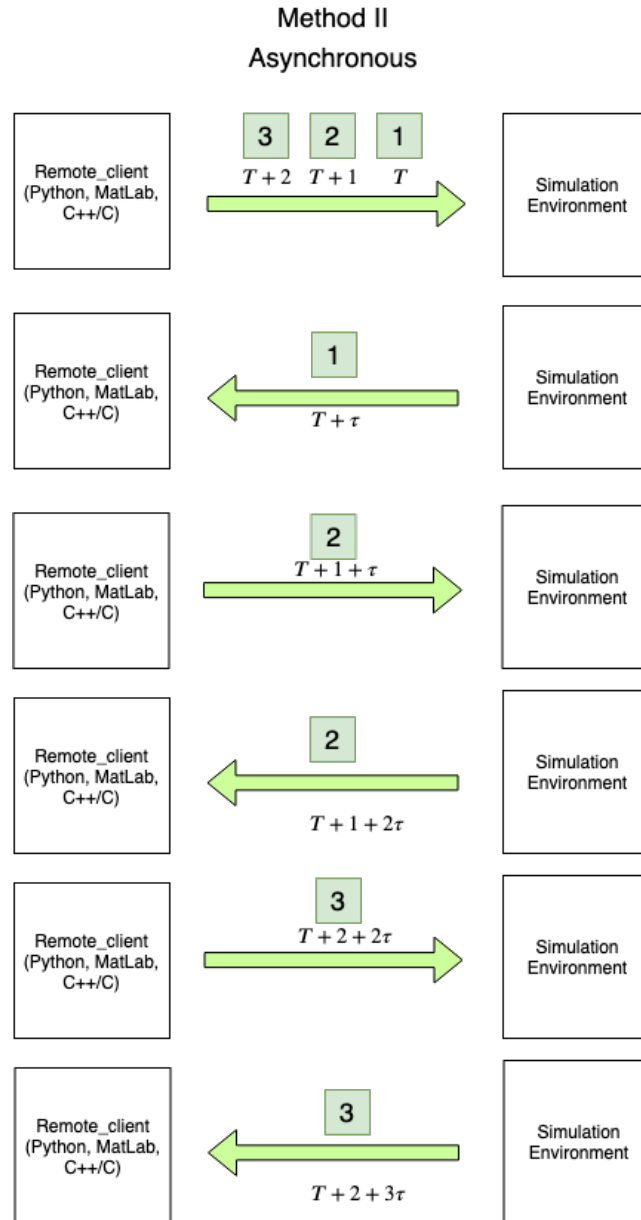 Method II
Asynchronous
3 2 1
T + 2 T + 1 T
Remote_client
(Python, MatLab,
C++/C)
Simulation
Environment
1
Remote_client
(Python, MatLab,
C++/C)
Simulation
Environment
T + τ
2
T + 1 + τ
Remote_client
(Python, MatLab,
C++/C)
Simulation
Environment
2
Remote_client
(Python, MatLab,
C++/C)
Simulation
Environment
T + 1 + 2τ
3
T + 2 + 2τ
Remote_client
(Python, MatLab,
C++/C)
Simulation
Environment
3
Remote_client
(Python, MatLab,
C++/C)
Simulation
Environment
T + 2 + 3τ